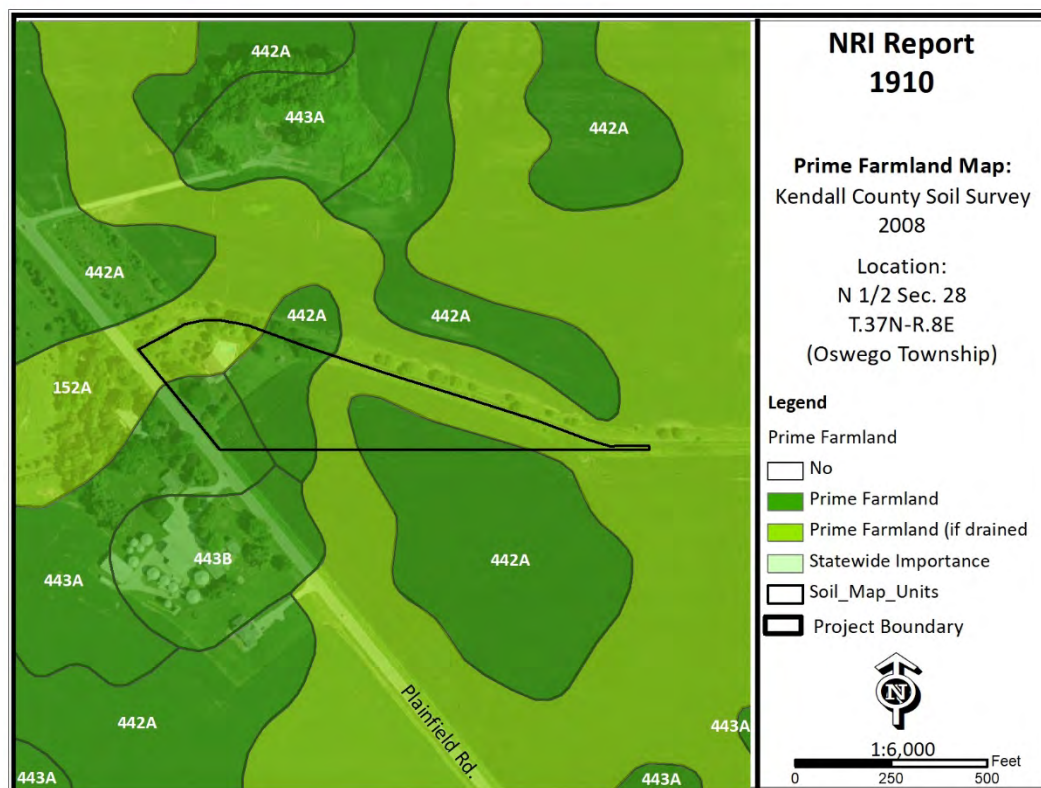 442A
443A
442A
442A
442A
442A
152A
443B
442A
443A
442A
443A
443A
443A
Plainfield Rd.
NRI Report
1910
Prime Farmland Map:
Kendall County Soil Survey
2008
Location:
N 1/2 Sec. 28
T.37N-R.8E
(Oswego Township)
Legend
Prime Farmland
No
Prime Farmland
Prime Farmland (if drained
Statewide Importance
Soil_Map_Units
Project Boundary
N
1:6,000
Feet
0 250 500